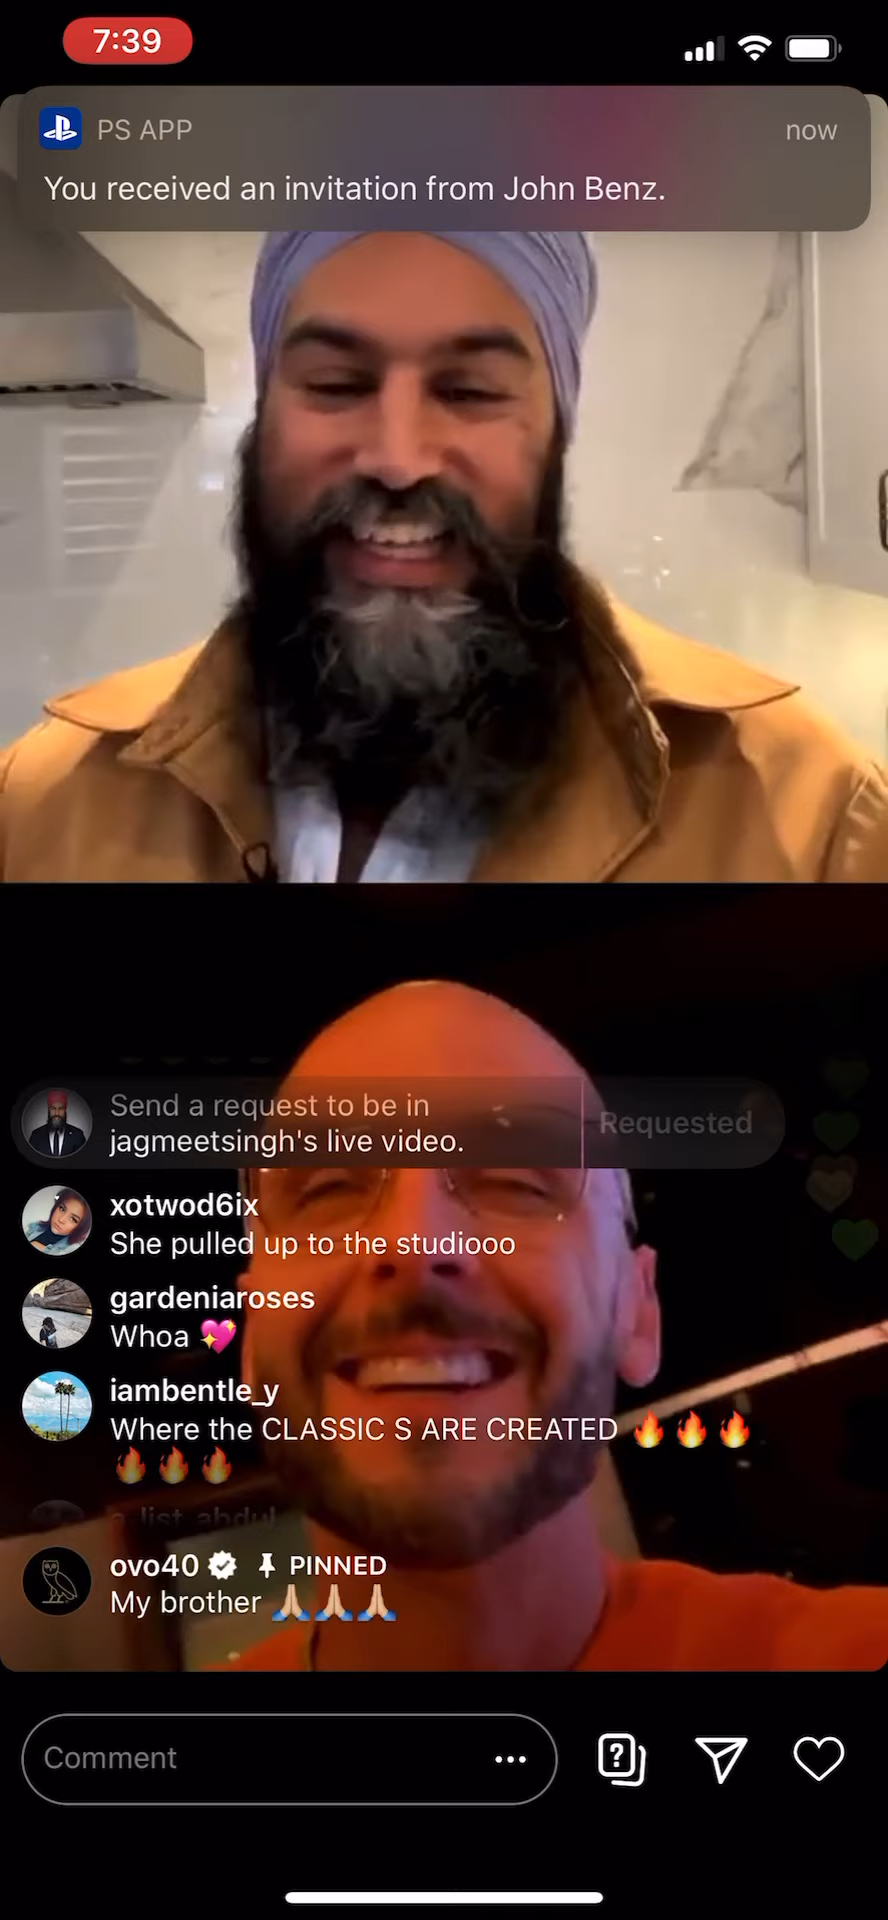 7:39
PS APP
now
You received an invitation from John Benz.
Send a request to be in
jagmeetsingh's live video.
Requested
xotwod6ix
She pulled up to the studiooo
gardeniaroses
Whoa 💖
iambentle_y
Where the CLASSIC S ARE CREATED 🔥🔥🔥
🔥🔥🔥
a_list_abdul
ovo40 PINNED
My brother 🙏🏼🙏🏼🙏🏼
Comment